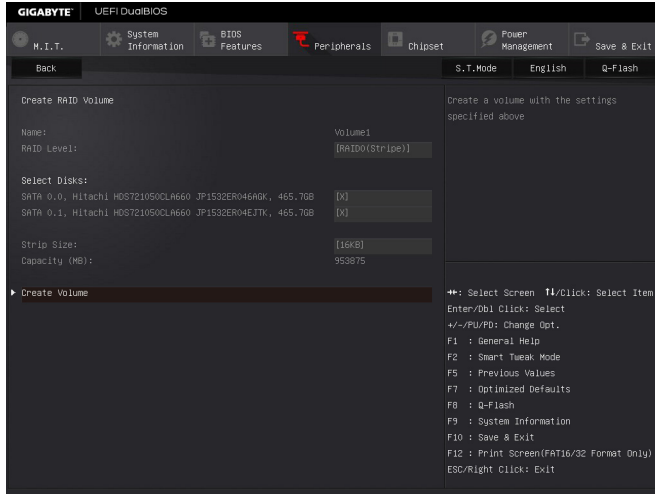 GIGABYTE™ UEFI DualBIOS
M.I.T.
System Information
BIOS Features
Peripherals
Chipset
Power Management
Save & Exit
Back
S.T.Mode English Q-Flash
Create RAID Volume
Name: Volume1
RAID Level: [RAID0(Stripe)]
Select Disks:
SATA 0.0, Hitachi HDS721050CLA660 JP1532ER046AGK, 465.7GB [X]
SATA 0.1, Hitachi HDS721050CLA660 JP1532ER04EJTK, 465.7GB [X]
Strip Size: [16KB]
Capacity (MB): 953875
Create Volume
Create a volume with the settings
specified above
→←: Select Screen ↑↓/Click: Select Item
Enter/Dbl Click: Select
+/-/PU/PD: Change Opt.
F1 : General Help
F2 : Smart Tweak Mode
F5 : Previous Values
F7 : Optimized Defaults
F8 : Q-Flash
F9 : System Information
F10 : Save & Exit
F12 : Print Screen(FAT16/32 Format Only)
ESC/Right Click: Exit